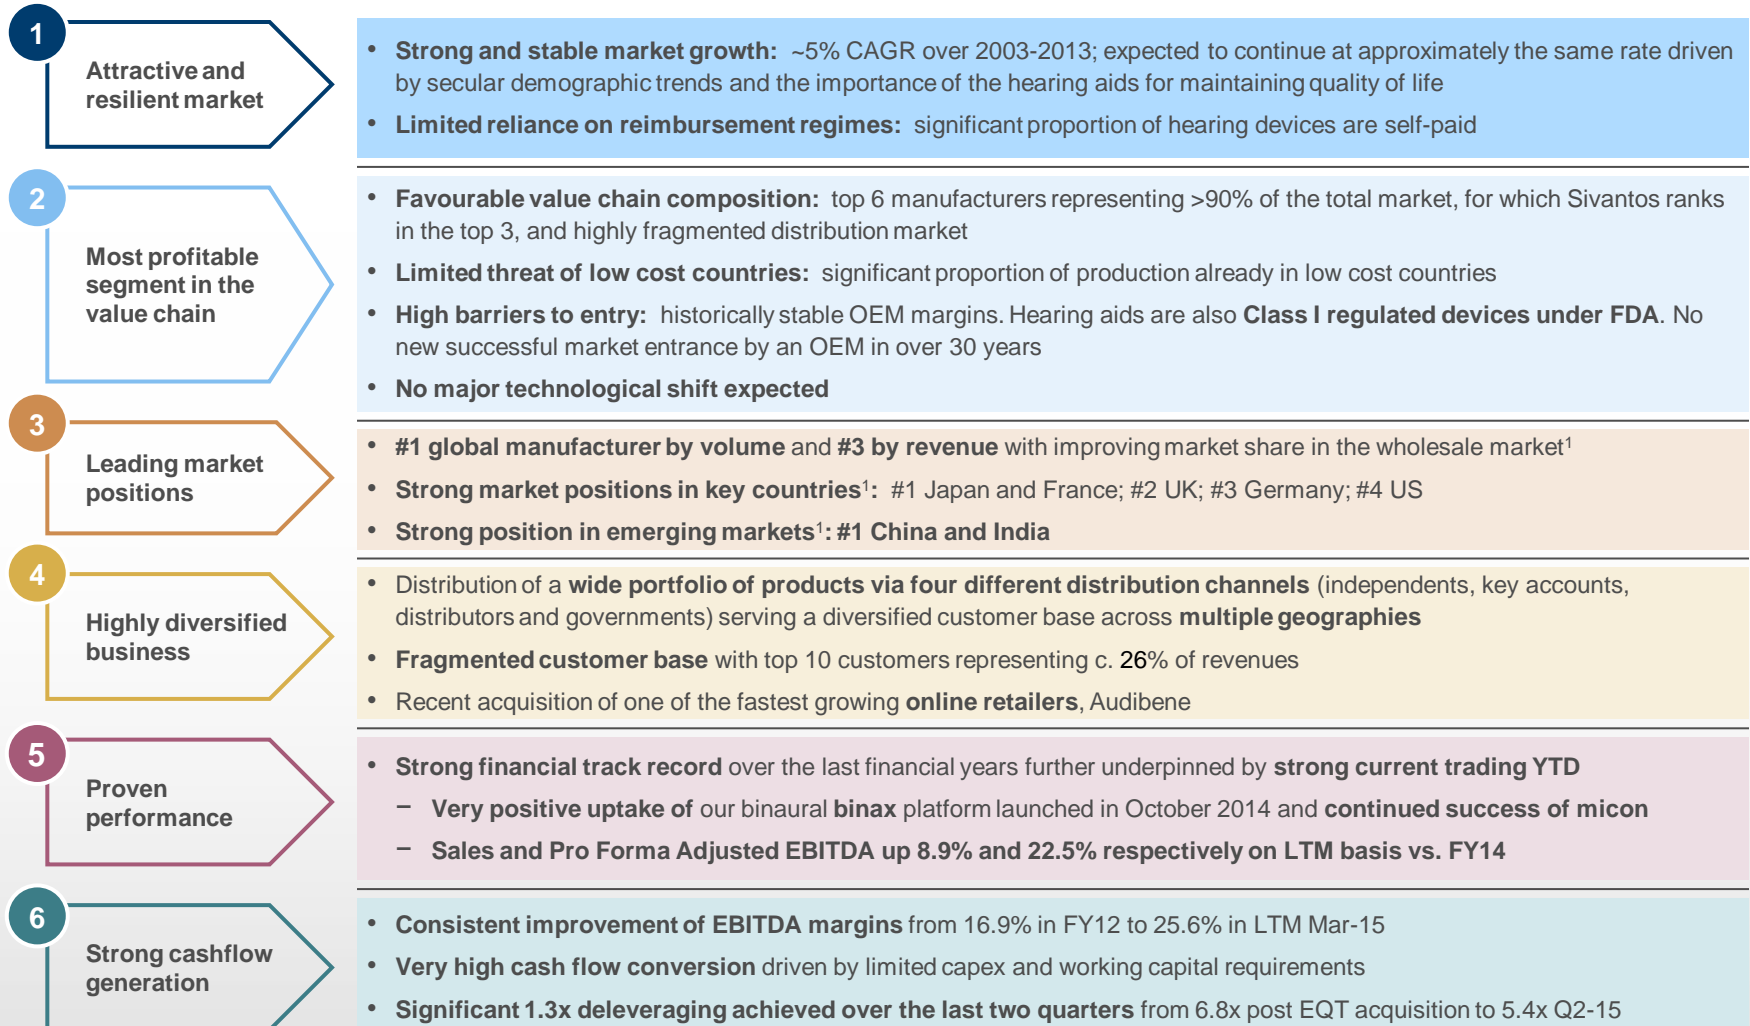 1
Attractive and
resilient market
• Strong and stable market growth: ~5% CAGR over 2003-2013; expected to continue at approximately the same rate driven
by secular demographic trends and the importance of the hearing aids for maintaining quality of life
• Limited reliance on reimbursement regimes: significant proportion of hearing devices are self-paid
2
Most profitable
segment in the
value chain
• Favourable value chain composition: top 6 manufacturers representing >90% of the total market, for which Sivantos ranks
in the top 3, and highly fragmented distribution market
• Limited threat of low cost countries: significant proportion of production already in low cost countries
• High barriers to entry: historically stable OEM margins. Hearing aids are also Class I regulated devices under FDA. No
new successful market entrance by an OEM in over 30 years
• No major technological shift expected
3
Leading market
positions
• #1 global manufacturer by volume and #3 by revenue with improving market share in the wholesale market¹
• Strong market positions in key countries¹: #1 Japan and France; #2 UK; #3 Germany; #4 US
• Strong position in emerging markets¹: #1 China and India
4
Highly diversified
business
• Distribution of a wide portfolio of products via four different distribution channels (independents, key accounts,
distributors and governments) serving a diversified customer base across multiple geographies
• Fragmented customer base with top 10 customers representing c. 26% of revenues
• Recent acquisition of one of the fastest growing online retailers, Audibene
5
Proven
performance
• Strong financial track record over the last financial years further underpinned by strong current trading YTD
– Very positive uptake of our binaural binax platform launched in October 2014 and continued success of micon
– Sales and Pro Forma Adjusted EBITDA up 8.9% and 22.5% respectively on LTM basis vs. FY14
6
Strong cashflow
generation
• Consistent improvement of EBITDA margins from 16.9% in FY12 to 25.6% in LTM Mar-15
• Very high cash flow conversion driven by limited capex and working capital requirements
• Significant 1.3x deleveraging achieved over the last two quarters from 6.8x post EQT acquisition to 5.4x Q2-15